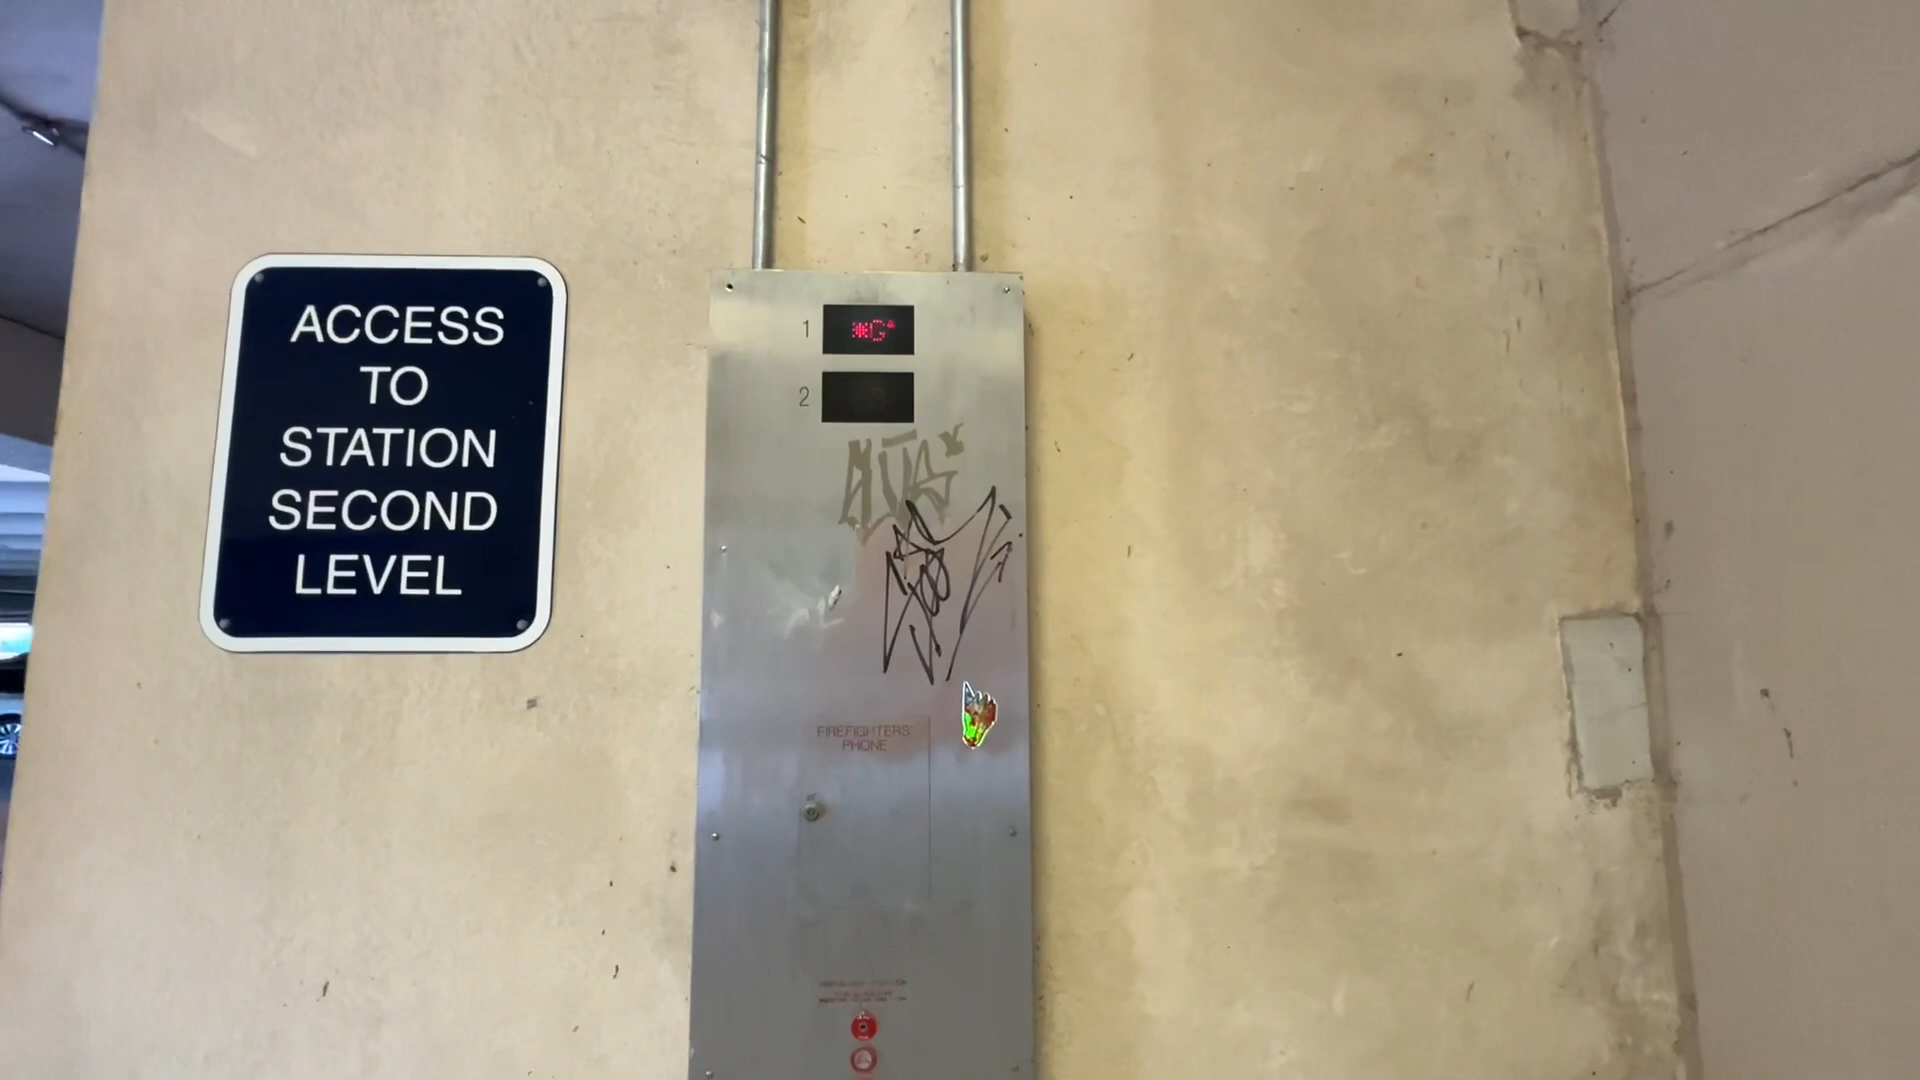 ACCESS
TO
STATION
SECOND
LEVEL
1 *G
2
FIREFIGHTERS'
PHONE